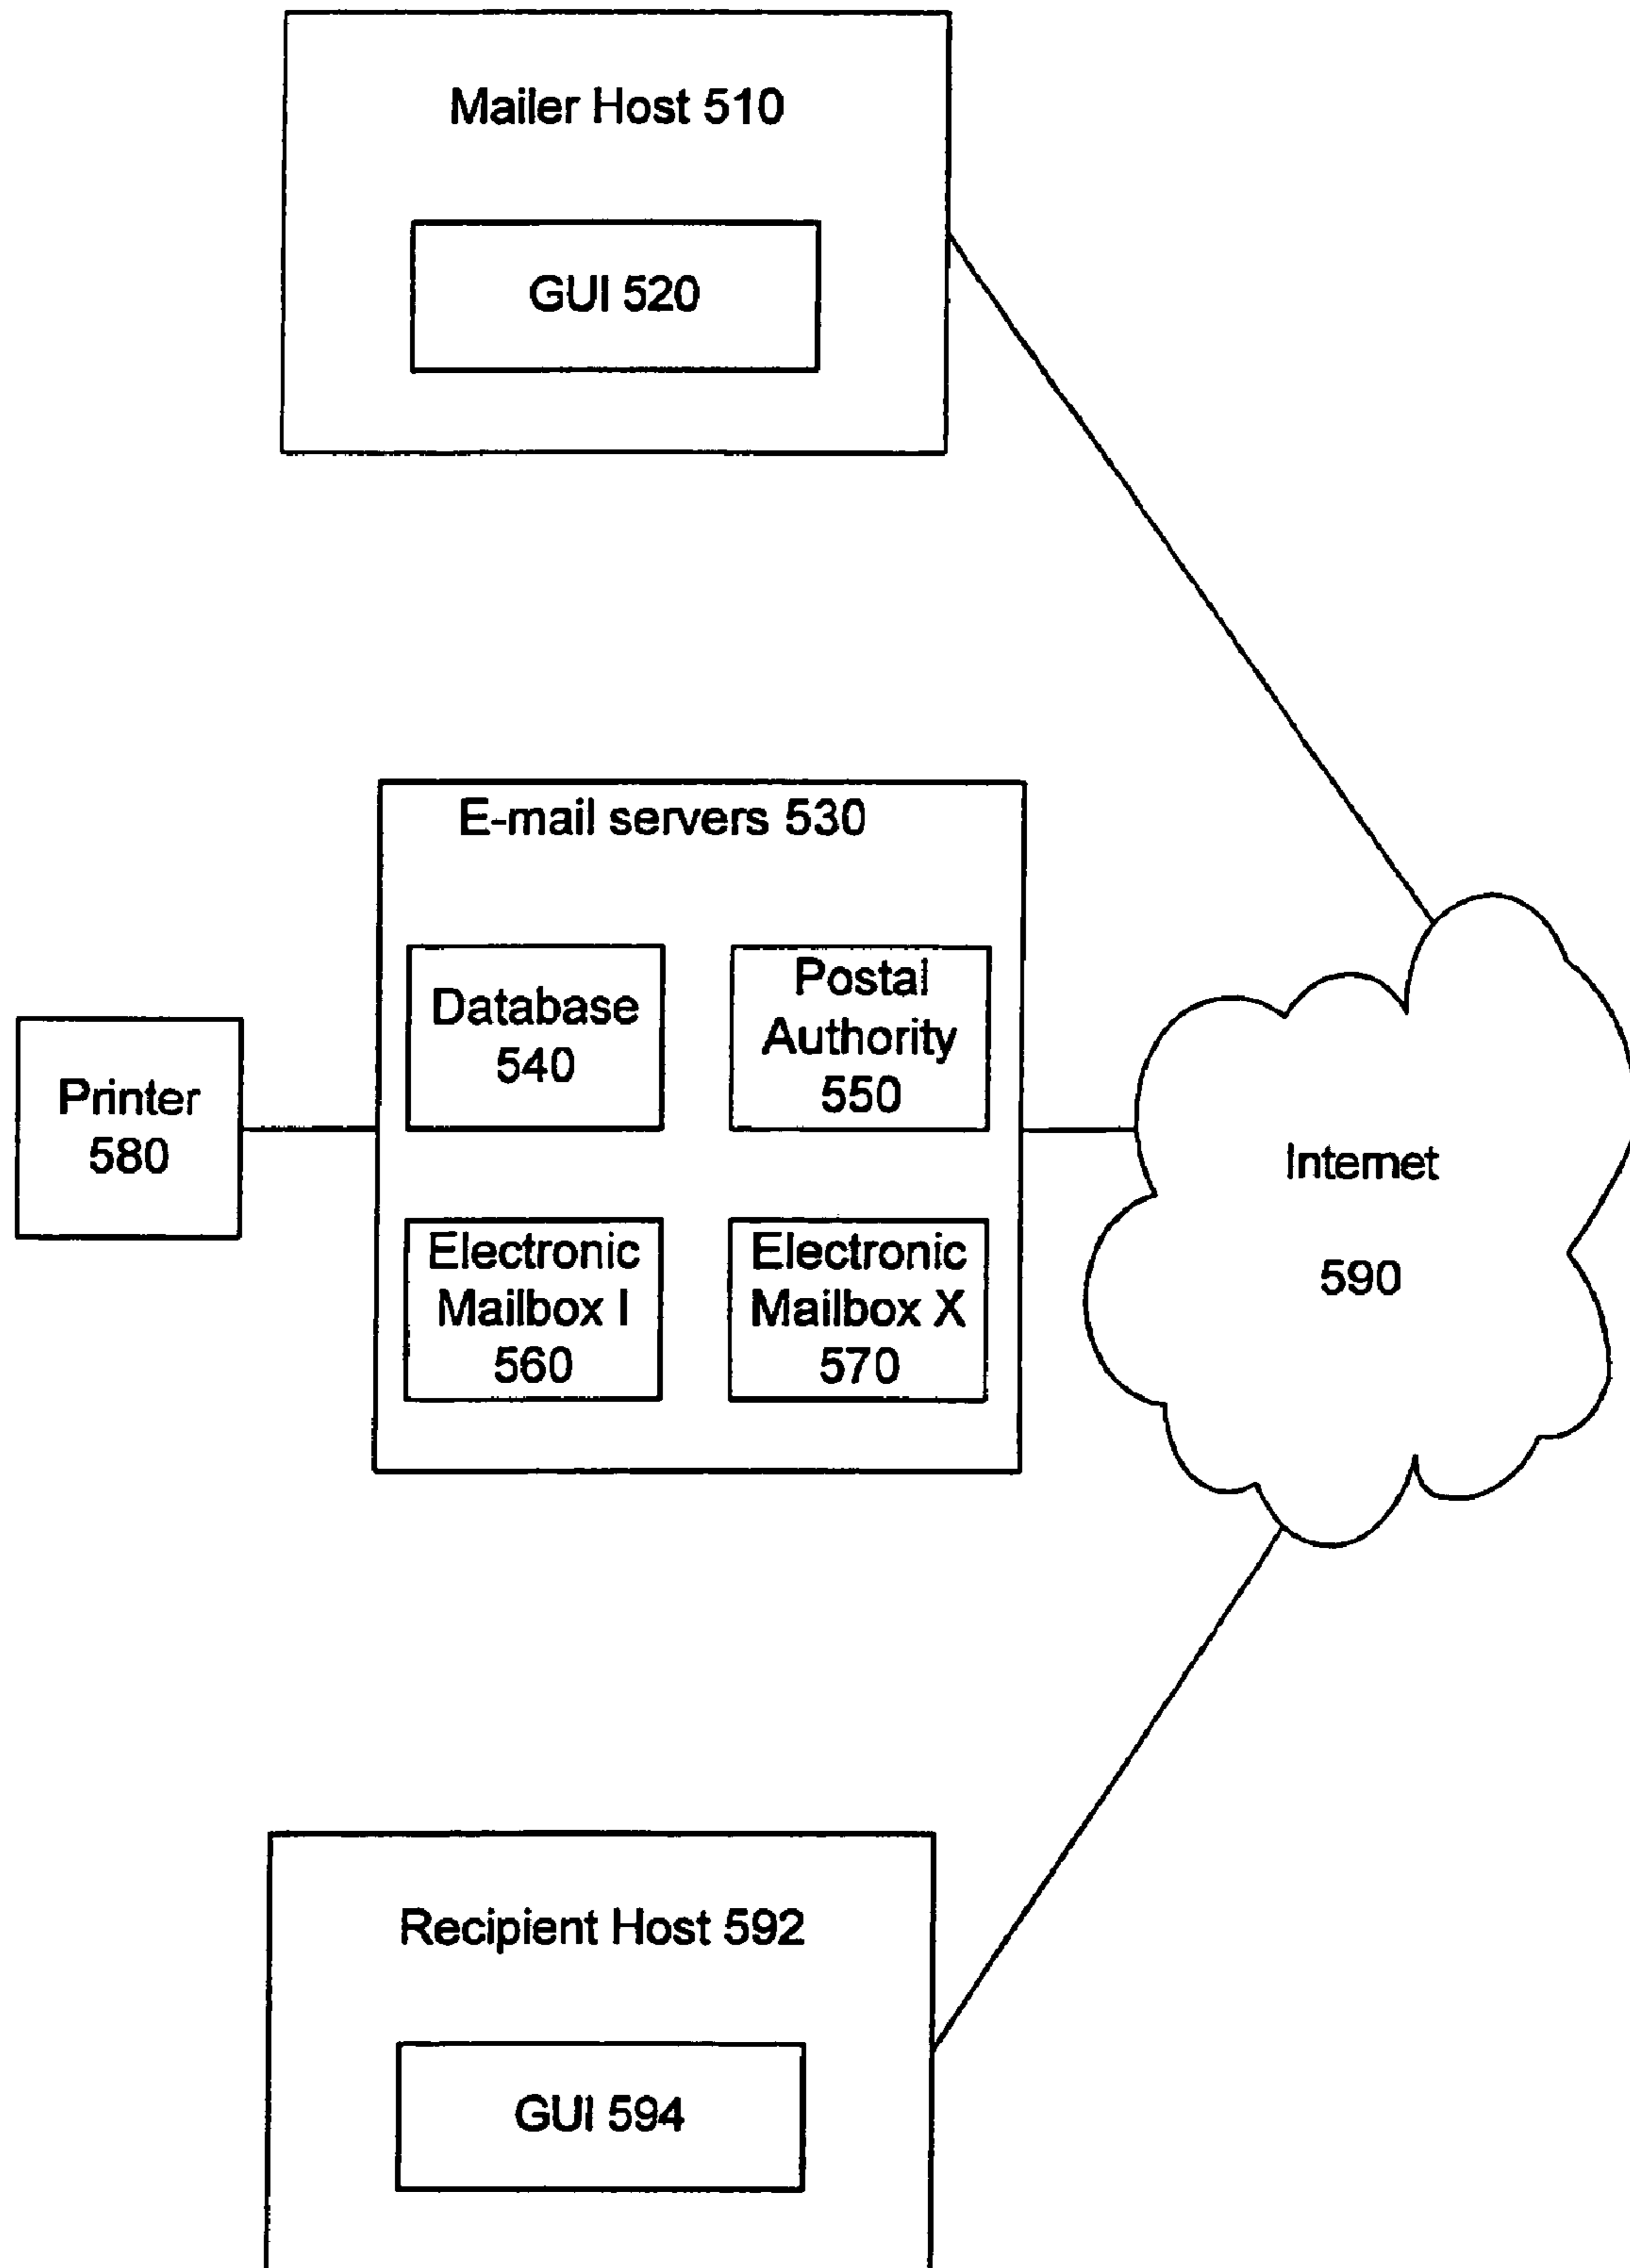 Mailer Host 510
GUI 520
E-mail servers 530
Database
540
Postal
Authority
550
Printer
580
Electronic
Mailbox I
560
Electronic
Mailbox X
570
Internet
590
Recipient Host 592
GUI 594